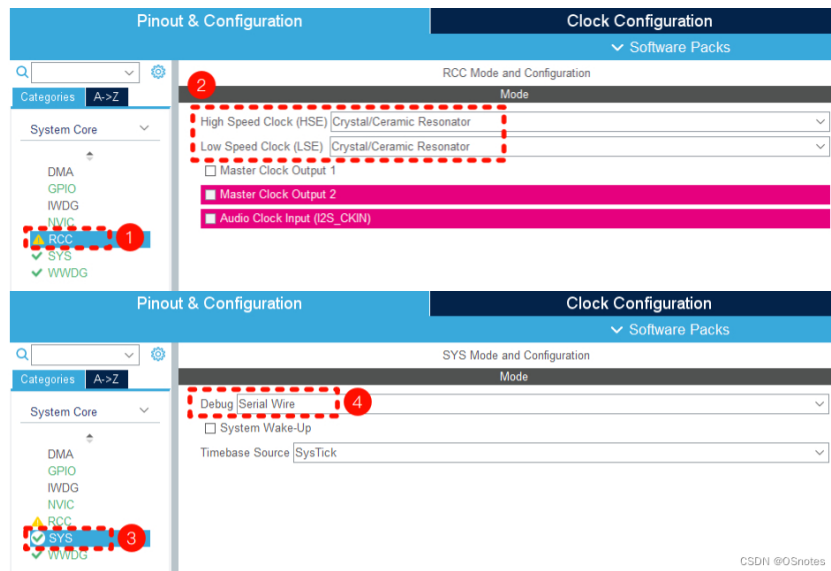 Pinout & Configuration
Clock Configuration
Software Packs
RCC Mode and Configuration
2
Categories
A->Z
Mode
High Speed Clock (HSE) Crystal/Ceramic Resonator
System Core
Low Speed Clock (LSE) Crystal/Ceramic Resonator
Master Clock Output 1
DMA
GPIO
Master Clock Output 2
IWDG
NVIC
Audio Clock Input (I2S_CKIN)
RCC
1
SYS
WWDG
Pinout & Configuration
Clock Configuration
Software Packs
SYS Mode and Configuration
Categories
A->Z
Mode
Debug Serial Wire
4
System Core
System Wake-Up
DMA
Timebase Source SysTick
GPIO
IWDG
NVIC
RCC
SYS
3
WWDG
CSDN @OSnotes